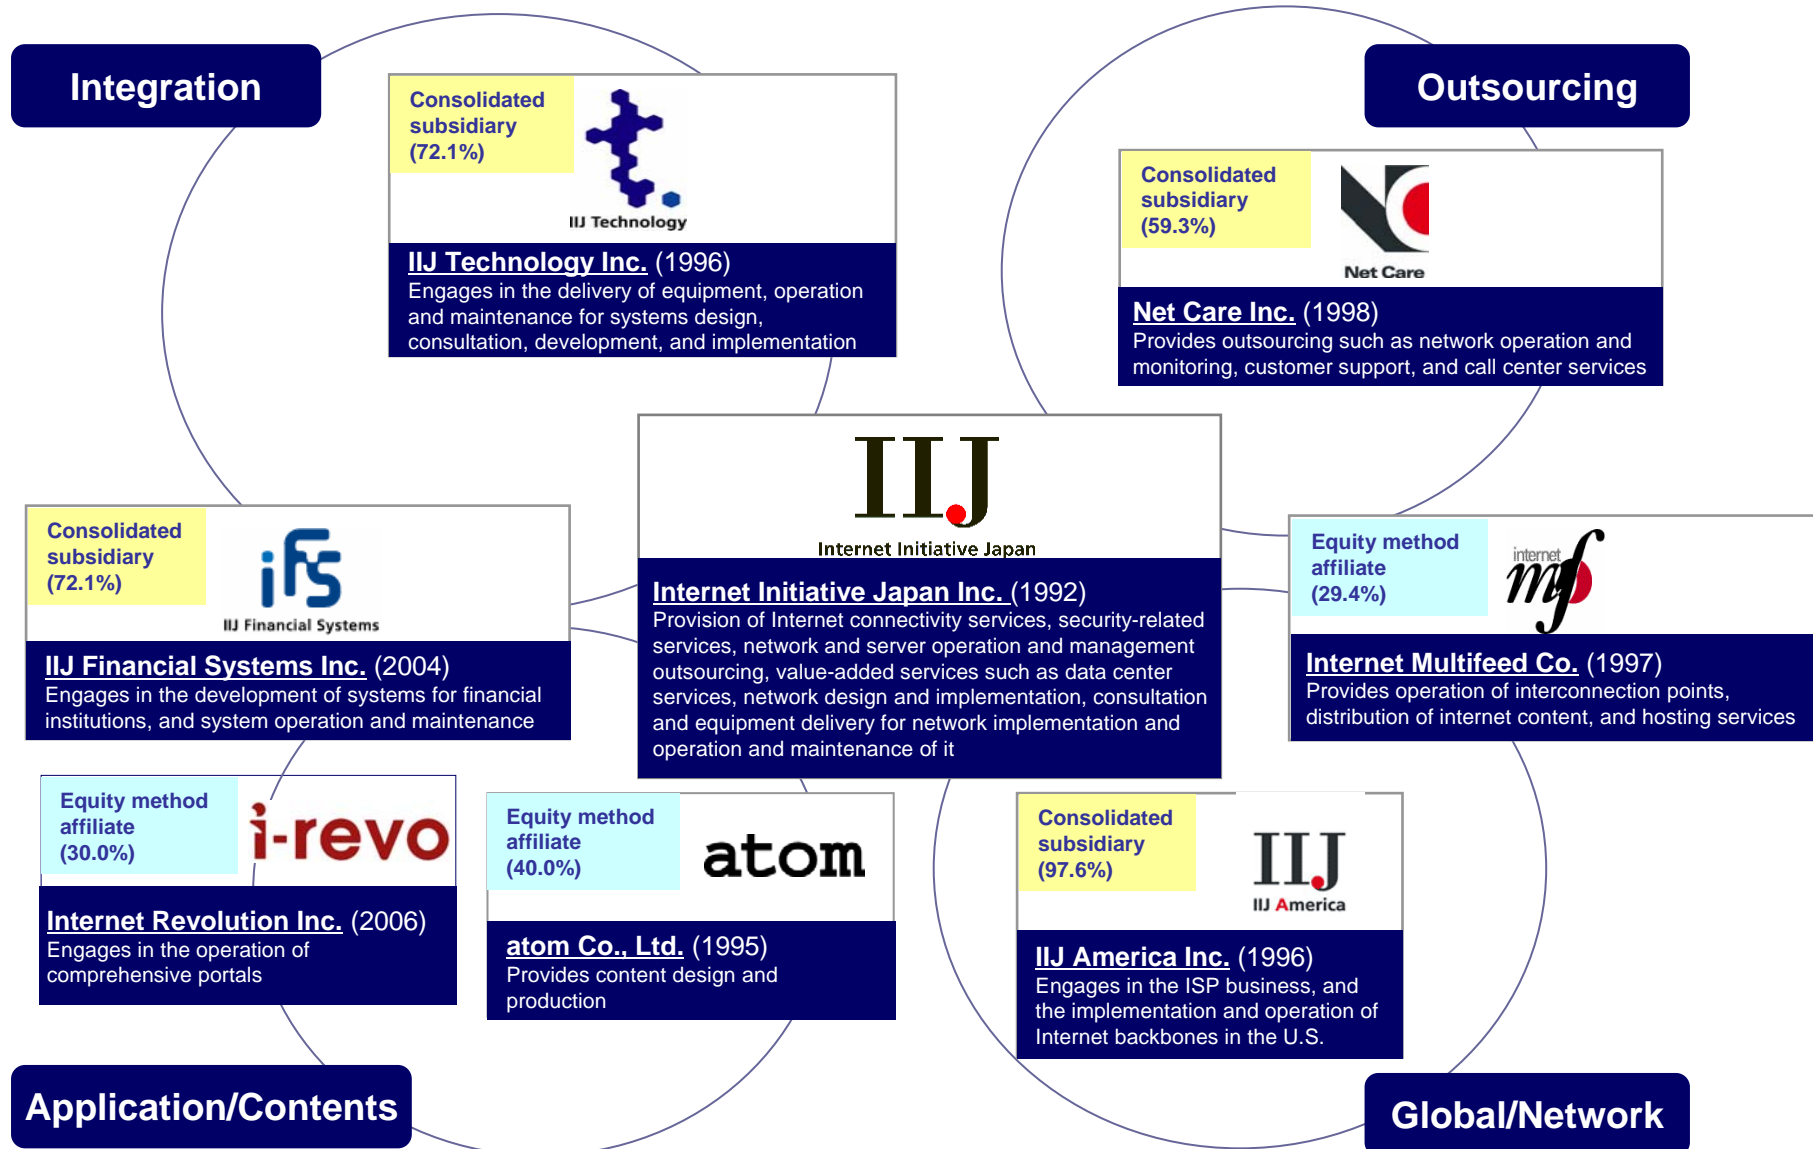 Integration
Outsourcing
Consolidated
subsidiary
(72.1%)
IIJ Technology
IIJ Technology Inc. (1996)
Engages in the delivery of equipment, operation
and maintenance for systems design,
consultation, development, and implementation
Consolidated
subsidiary
(59.3%)
NC
Net Care
Net Care Inc. (1998)
Provides outsourcing such as network operation and
monitoring, customer support, and call center services
IIJ
Internet Initiative Japan
Internet Initiative Japan Inc. (1992)
Provision of Internet connectivity services, security-related
services, network and server operation and management
outsourcing, value-added services such as data center
services, network design and implementation, consultation
and equipment delivery for network implementation and
operation and maintenance of it
Consolidated
subsidiary
(72.1%)
ifs
IIJ Financial Systems
IIJ Financial Systems Inc. (2004)
Engages in the development of systems for financial
institutions, and system operation and maintenance
Equity method
affiliate
(29.4%)
internet
mf
Internet Multifeed Co. (1997)
Provides operation of interconnection points,
distribution of internet content, and hosting services
Equity method
affiliate
(30.0%)
i-revo
Internet Revolution Inc. (2006)
Engages in the operation of
comprehensive portals
Equity method
affiliate
(40.0%)
atom
atom Co., Ltd. (1995)
Provides content design and
production
Consolidated
subsidiary
(97.6%)
IIJ
IIJ America
IIJ America Inc. (1996)
Engages in the ISP business, and
the implementation and operation of
Internet backbones in the U.S.
Application/Contents
Global/Network